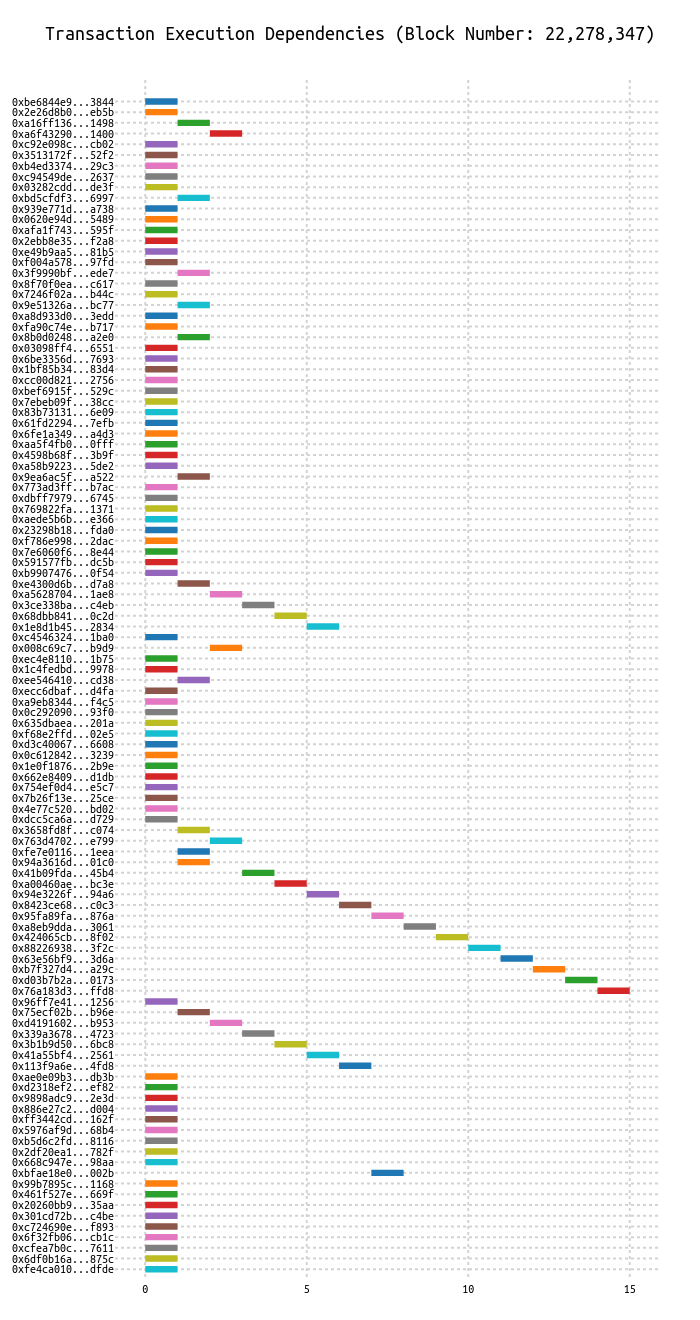 Transaction Execution Dependencies (Block Number: 22,278,347)
0xbe6844e9...3844
0x2e26d8b0...eb5b
0xa16ff136...1498
0xa6f43290...1400
0xc92e098c...cb02
0x3513172f...52f2
0xb4ed3374...29c3
0xc94549de...2637
0x03282cdd...de3f
0xbd5cfdf3...6997
0x939e771d...a738
0x0620e94d...5489
0xafa1f743...595f
0x2ebb8e35...f2a8
0xe49b9aa5...81b5
0xf004a578...97fd
0x3f9990bf...ede7
0x8f70f0ea...c617
0x7246f02a...b44c
0x9e51326a...bc77
0xa8d933d0...3edd
0xfa90c74e...b717
0x8b0d0248...a2e0
0x03098ff4...6551
0x6be3356d...7693
0x1bf85b34...83d4
0xcc00d821...2756
0xbef6915f...529c
0x7ebeb09f...38cc
0x83b73131...6e09
0x61fd2294...7efb
0x6fe1a349...a4d3
0xaa5f4fb0...0fff
0x4598b68f...3b9f
0xa58b9223...5de2
0x9ea6ac5f...a522
0x773ad3ff...b7ac
0xdbff7979...6745
0x769822fa...1371
0xaede5b6b...e366
0x23298b18...fda0
0xf786e998...2dac
0x7e6060f6...8e44
0x591577fb...dc5b
0xb9907476...0f54
0xe4300d6b...d7a8
0xa5628704...1ae8
0x3ce338ba...c4eb
0x68dbb841...0c2d
0x1e8d1b45...2834
0xc4546324...1ba0
0x008c69c7...b9d9
0xec4e8110...1b75
0x1c4fedbd...9978
0xee546410...cd38
0xecc6dbaf...d4fa
0xa9eb8344...f4c5
0x0c292090...93f0
0x635dbaea...201a
0xf68e2ffd...02e5
0xd3c40067...6608
0x0c612842...3239
0x1e0f1876...2b9e
0x662e8409...d1db
0x754ef0d4...e5c7
0x7b26f13e...25ce
0x4e77c520...bd02
0xdcc5ca6a...d729
0x3658fd8f...c074
0x763d4702...e799
0xfe7e0116...1eea
0x94a3616d...01c0
0x41b09fda...45b4
0xa00460ae...bc3e
0x94e3226f...94a6
0x8423ce68...c0c3
0x95fa89fa...876a
0xa8eb9dda...3061
0x424065cb...8f02
0x88226938...3f2c
0x63e56bf9...3d6a
0xb7f327d4...a29c
0xd03b7b2a...0173
0x76a183d3...ffd8
0x96ff7e41...1256
0x75ecf02b...b96e
0xd4191602...b953
0x339a3678...4723
0x3b1b9d50...6bc8
0x41a55bf4...2561
0x113f9a6e...4fd8
0xae0e09b3...db3b
0xd2318ef2...ef82
0x9898adc9...2e3d
0x886e27c2...d004
0xff3442cd...162f
0x5976af9d...68b4
0xb5d6c2fd...8116
0x2df20ea1...782f
0x668c947e...98aa
0xbfae18e0...002b
0x99b7895c...1168
0x461f527e...669f
0x20260bb9...35aa
0x301cd72b...c4be
0xc724690e...f893
0x6f32fb06...cb1c
0xcfea7b0c...7611
0x6df0b16a...875c
0xfe4ca010...dfde
0 5 10 15